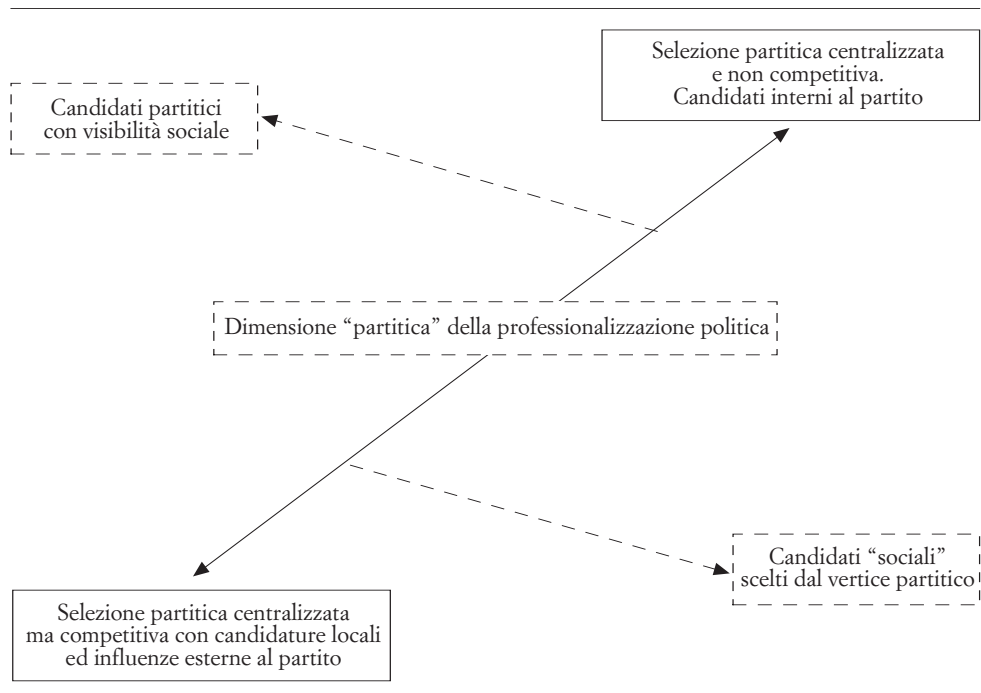 Selezione partitica centralizzata
e non competitiva.
Candidati interni al partito
Candidati partitici
con visibilità sociale
Dimensione “partitica” della professionalizzazione politica
Candidati “sociali”
scelti dal vertice partitico
Selezione partitica centralizzata
ma competitiva con candidature locali
ed influenze esterne al partito